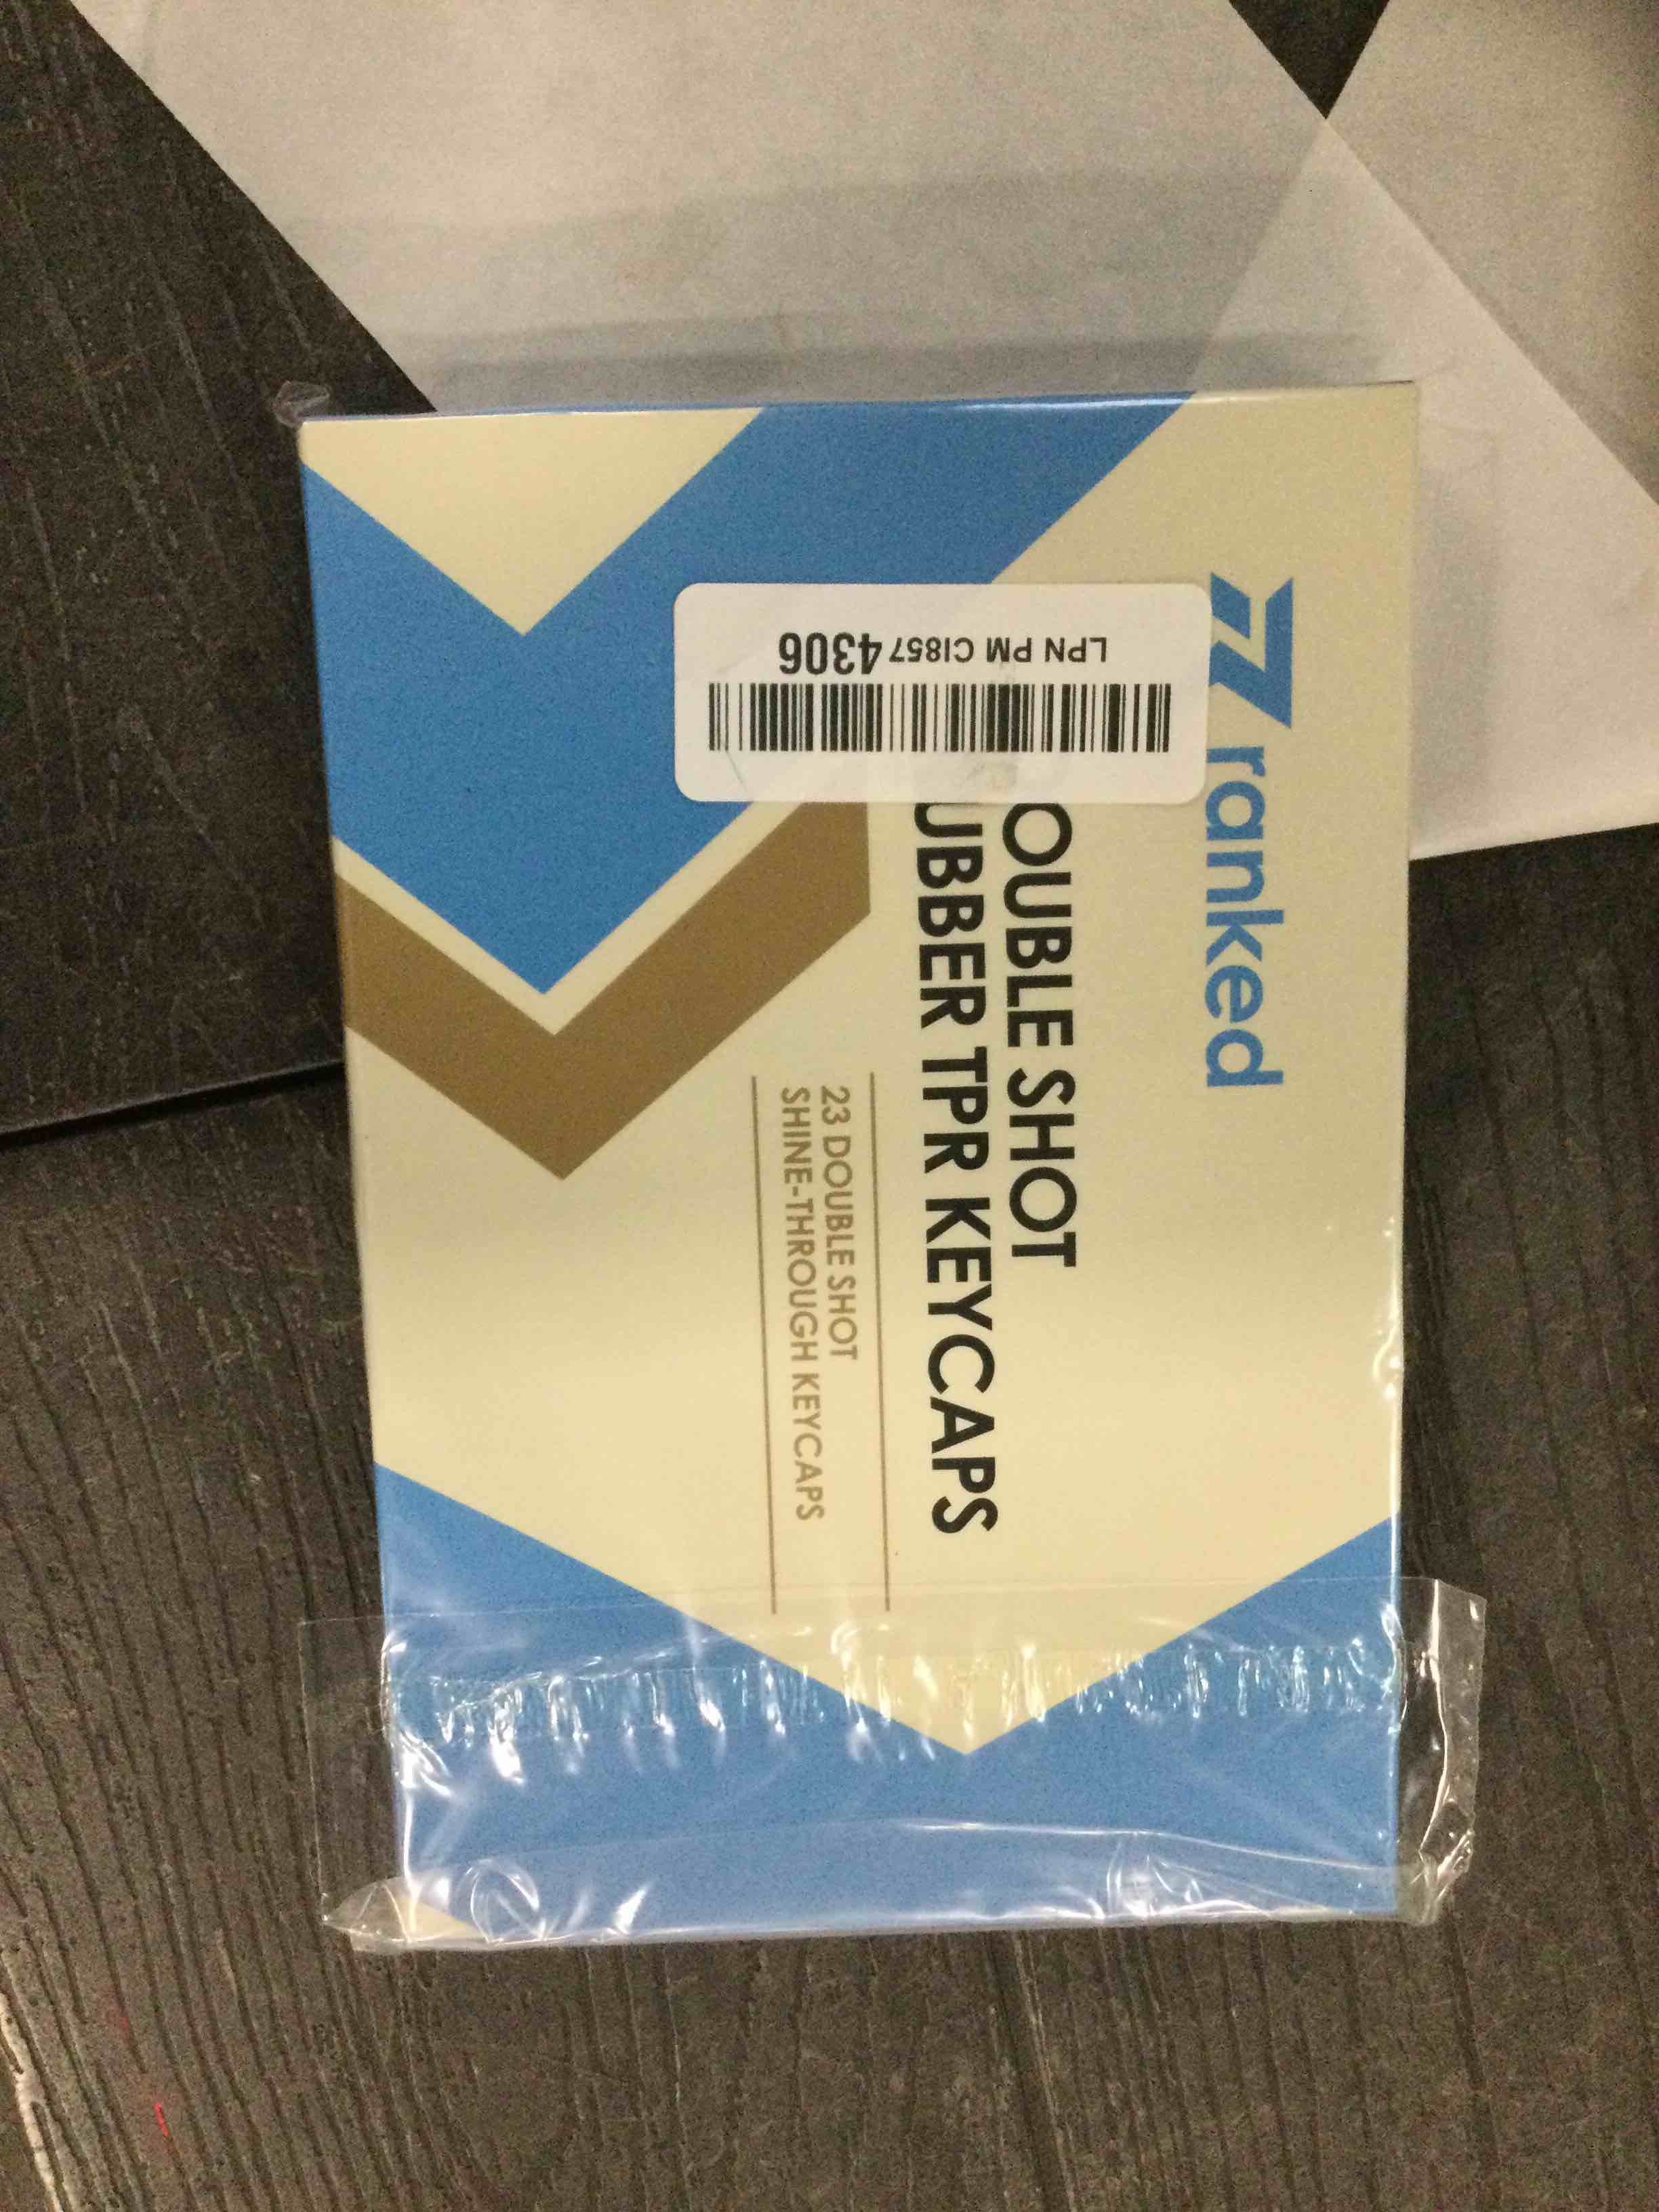 ranked
OUBLE SHOT
UBBER TPR KEYCAPS
23 DOUBLE SHOT
SHINE-THROUGH KEYCAPS
LPN PM CI8574306